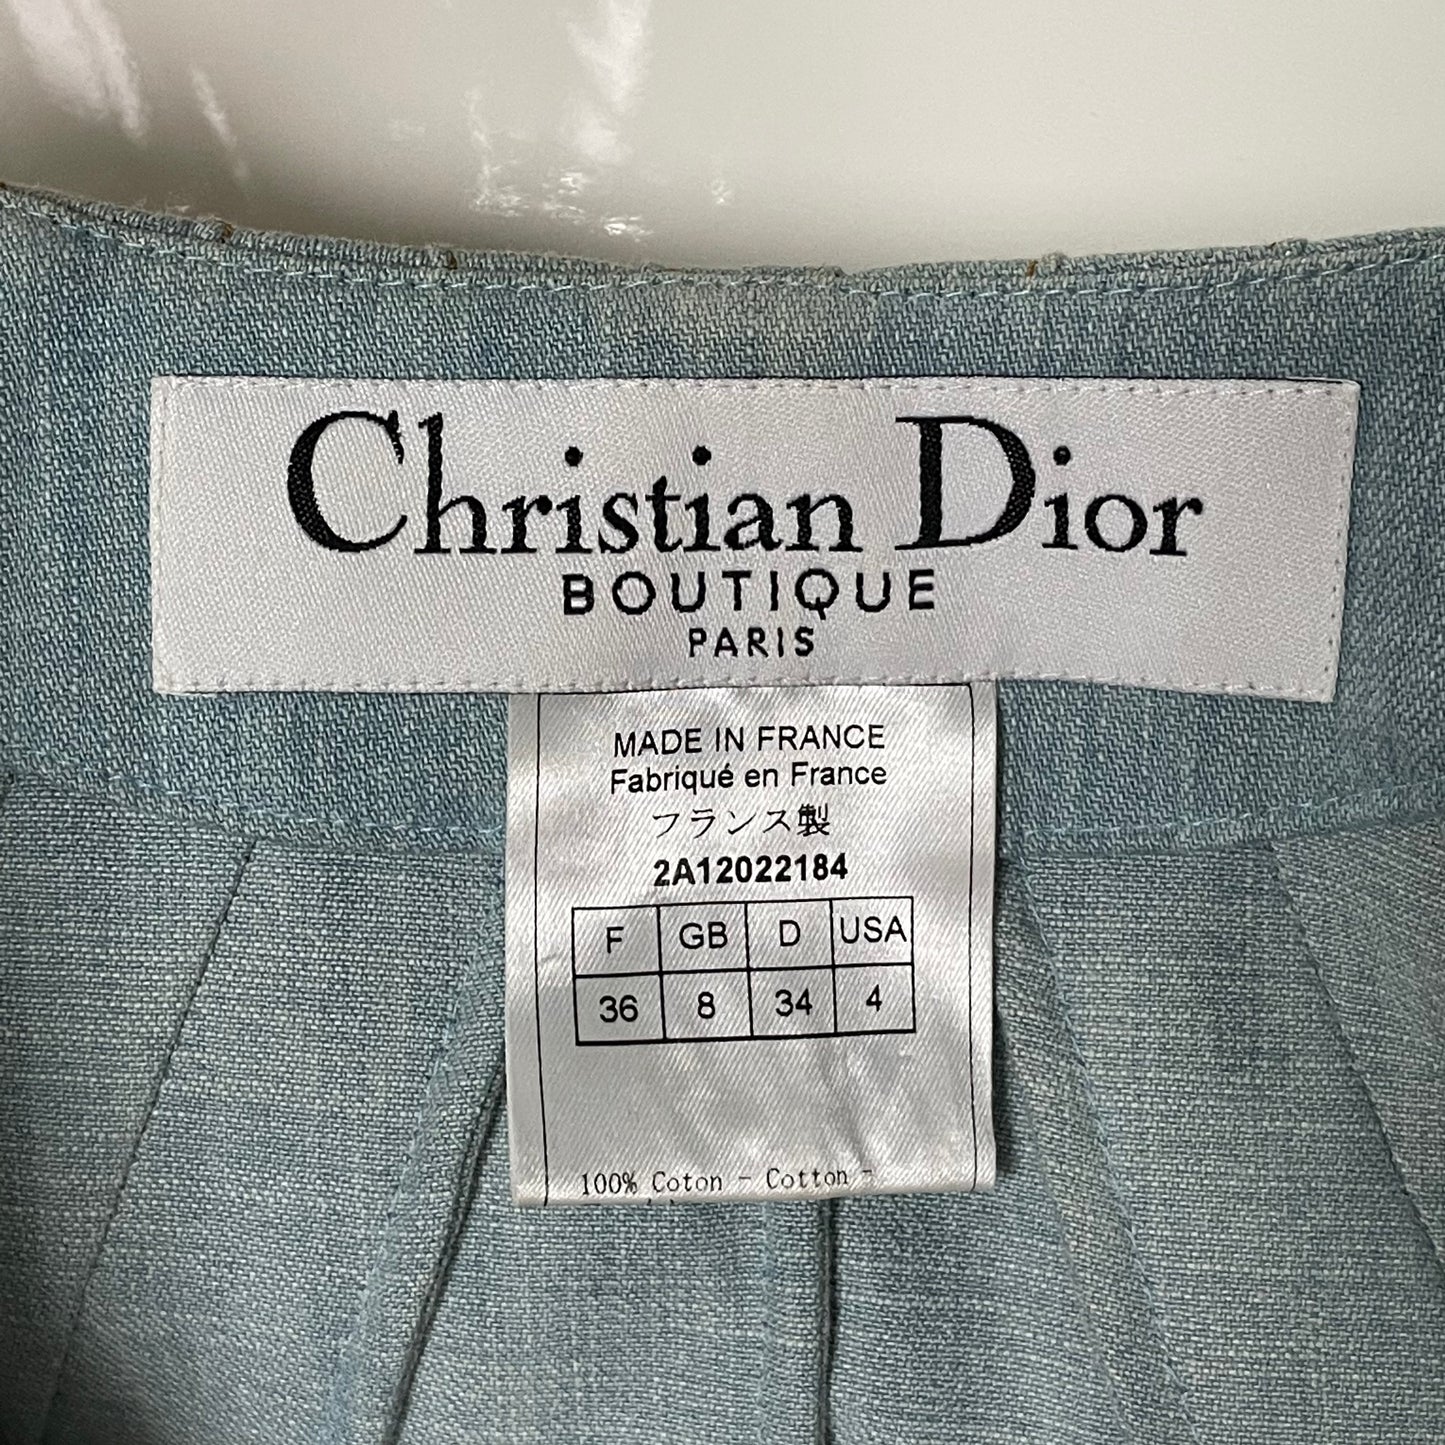 Christian Dior
BOUTIQUE
PARIS
MADE IN FRANCE
Fabriqué en France
フランス製
2A12022184
F GB D USA
36 8 34 4
100% Coton - Cotton -